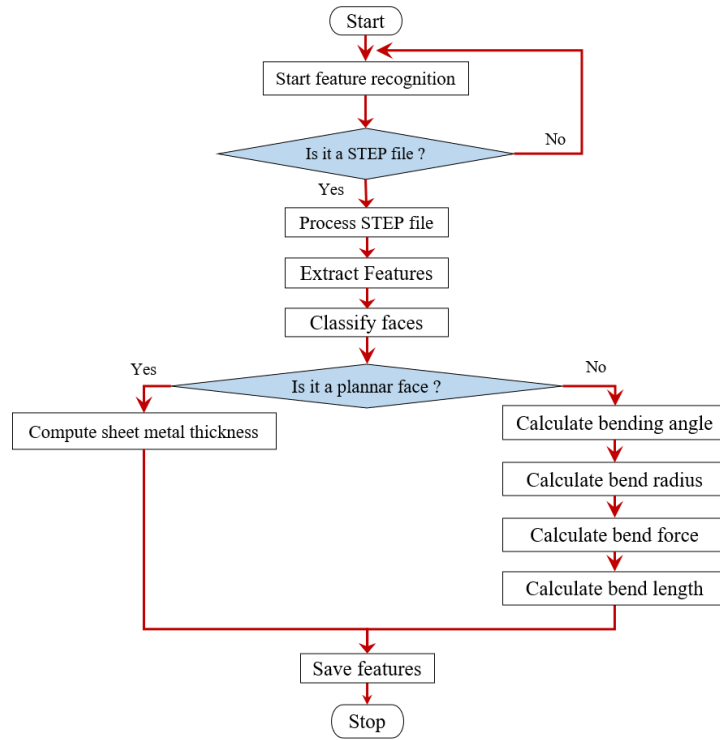 Start
Start feature recognition
Is it a STEP file ?
No
Yes
Process STEP file
Extract Features
Classify faces
Yes
Is it a plannar face ?
No
Compute sheet metal thickness
Calculate bending angle
Calculate bend radius
Calculate bend force
Calculate bend length
Save features
Stop